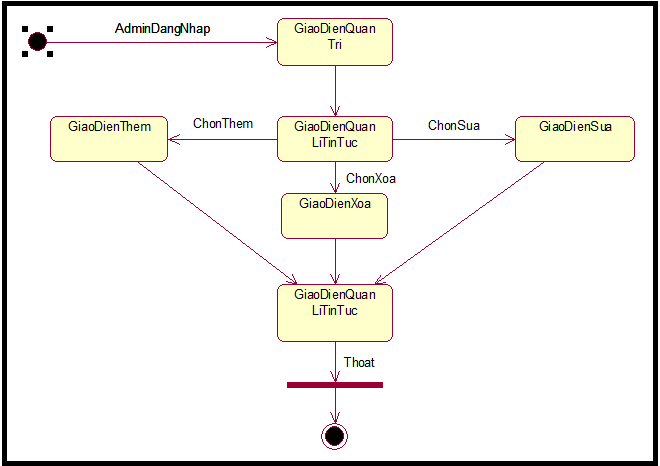 AdminDangNhap
GiaoDienQuan
Tri
GiaoDienThem
ChonThem
GiaoDienQuan
LiTinTuc
ChonSua
GiaoDienSua
ChonXoa
GiaoDienXoa
GiaoDienQuan
LiTinTuc
Thoat